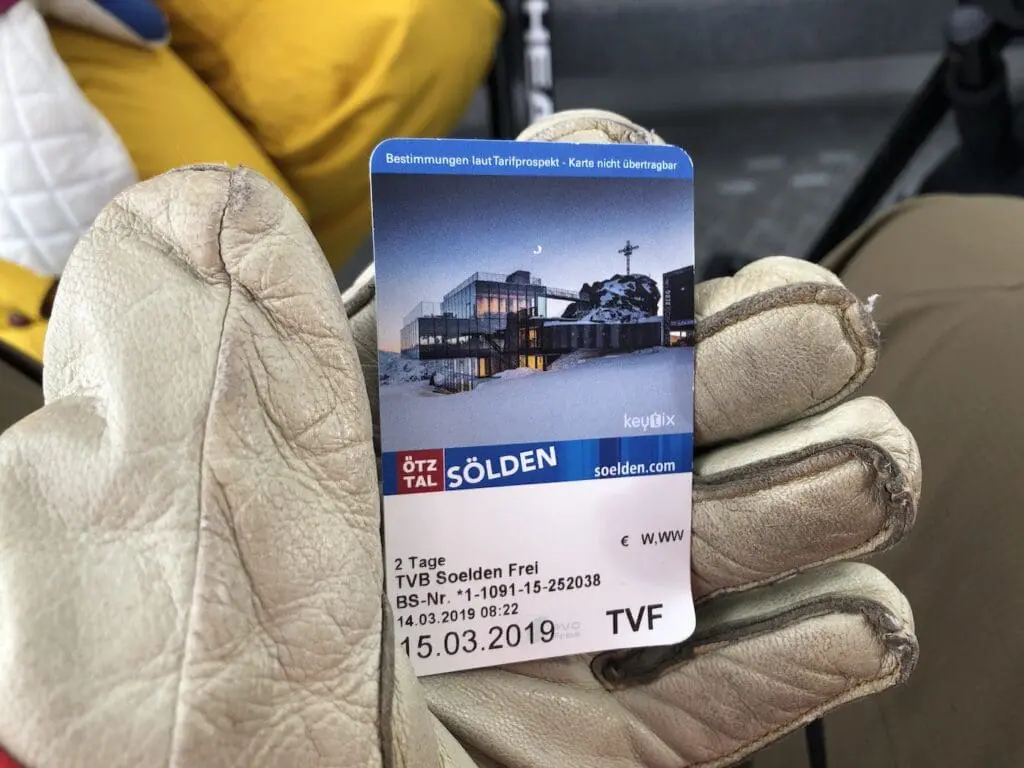 Bestimmungen laut Tarifprospekt - Karte nicht übertragbar
keytix
ÖTZ
TAL
SÖLDEN
soelden.com
€ W,WW
2 Tage
TVB Soelden Frei
BS-Nr. *1-1091-15-252038
14.03.2019 08:22
15.03.2019
TVF